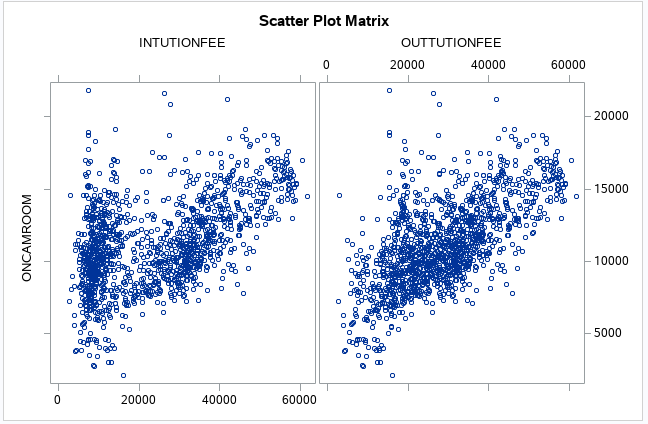 Scatter Plot Matrix
INTUTIONFEE OUTTUTIONFEE
0 20000 40000 60000
20000
15000
ONCAMROOM
10000
5000
0 20000 40000 60000